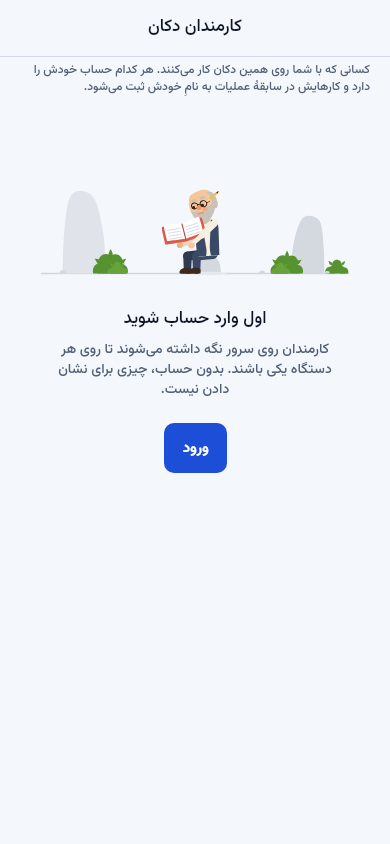 کارمندان دکان
کسانی که با شما روی همین دکان کار می‌کنند. هر کدام حساب خودش را
دارد و کارهایش در سابقهٔ عملیات به نامِ خودش ثبت می‌شود.
اول وارد حساب شوید
کارمندان روی سرور نگه داشته می‌شوند تا روی هر
دستگاه یکی باشند. بدون حساب، چیزی برای نشان
دادن نیست.
ورود